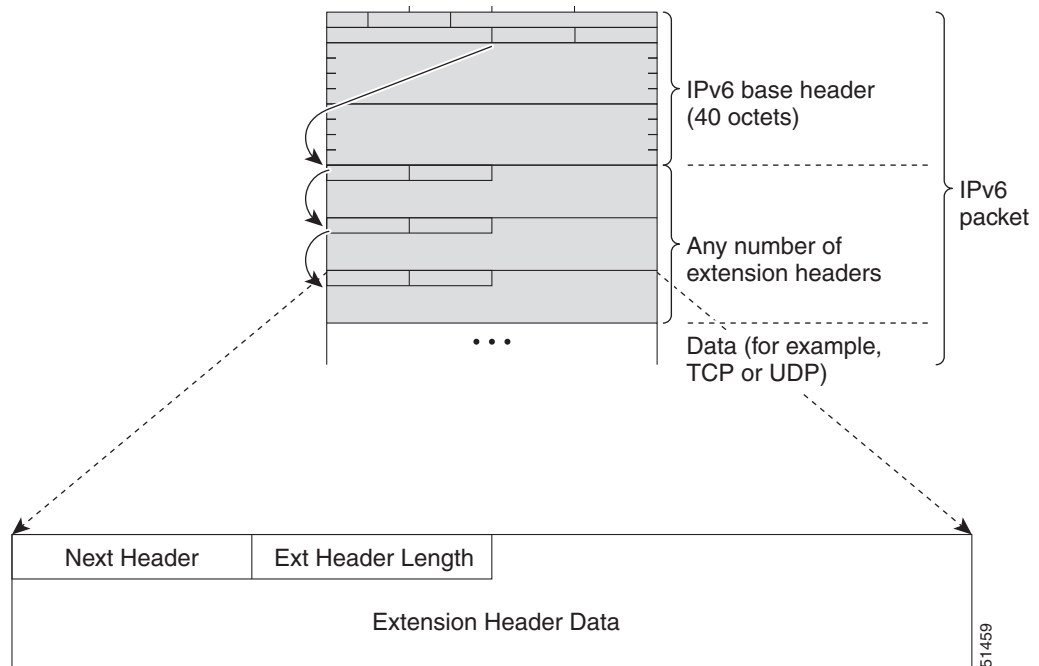 IPv6 base header
(40 octets)
IPv6
packet
Any number of
extension headers
• • •
Data (for example,
TCP or UDP)
Next Header
Ext Header Length
Extension Header Data
51459